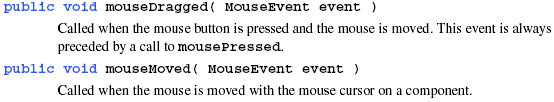 public void mouseDragged( MouseEvent event )
Called when the mouse button is pressed and the mouse is moved. This event is always
preceded by a call to mousePressed.
public void mouseMoved( MouseEvent event )
Called when the mouse is moved with the mouse cursor on a component.